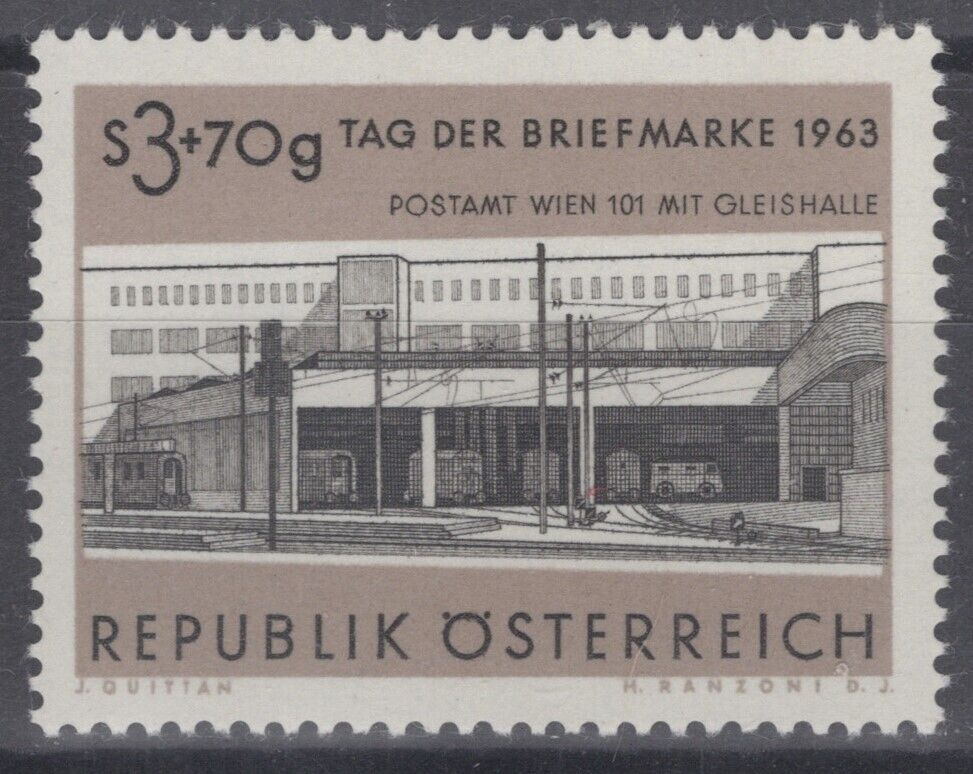 S3+70g TAG DER BRIEFMARKE 1963
POSTAMT WIEN 101 MIT GLEISHALLE
REPUBLIK ÖSTERREICH
J. QUITTAN H. RANZONI D. J.